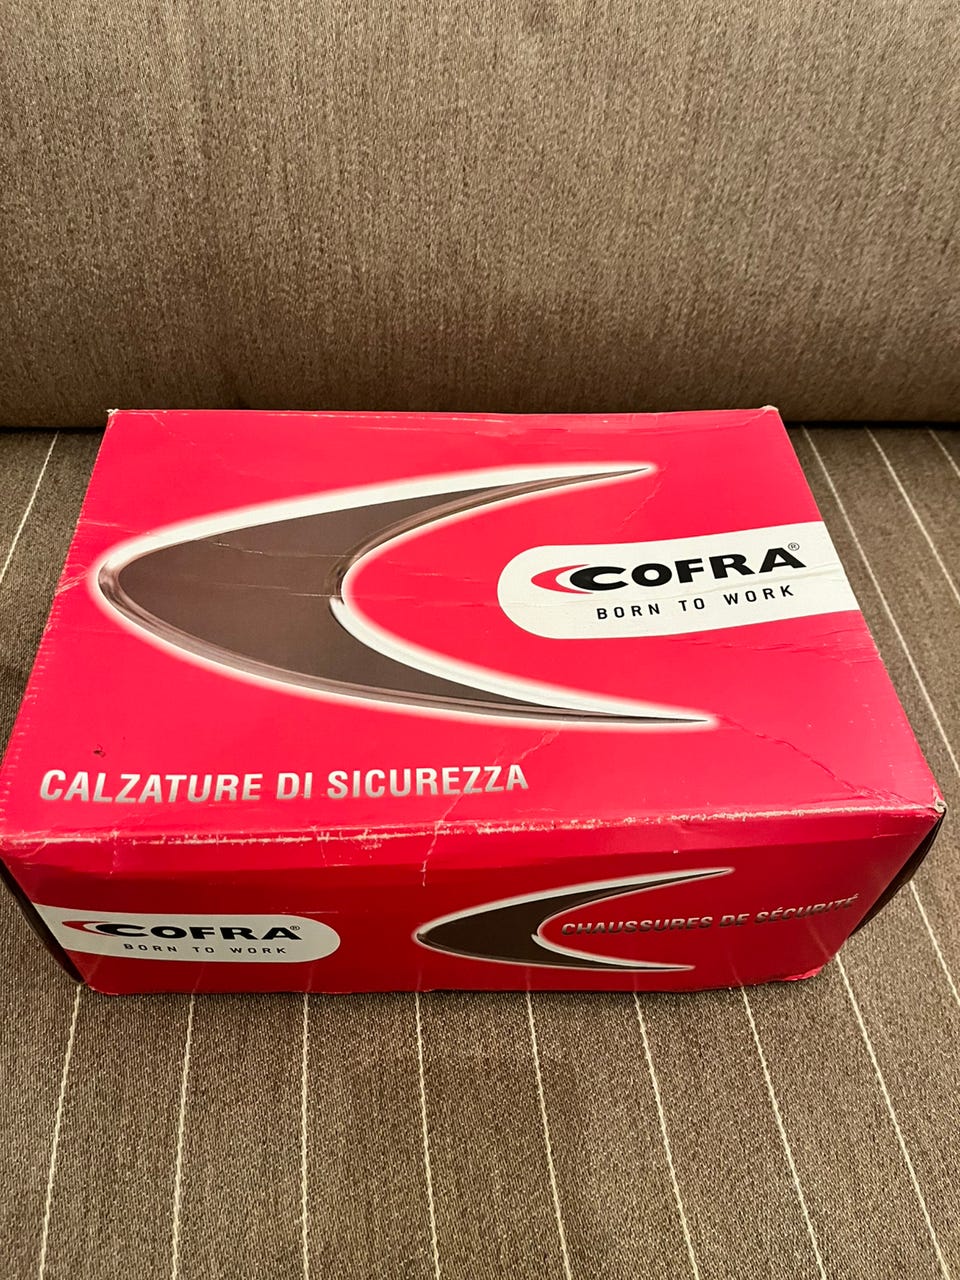 COFRA®
BORN TO WORK
CALZATURE DI SICUREZZA
COFRA®
BORN TO WORK
CHAUSSURES DE SÉCURITÉ